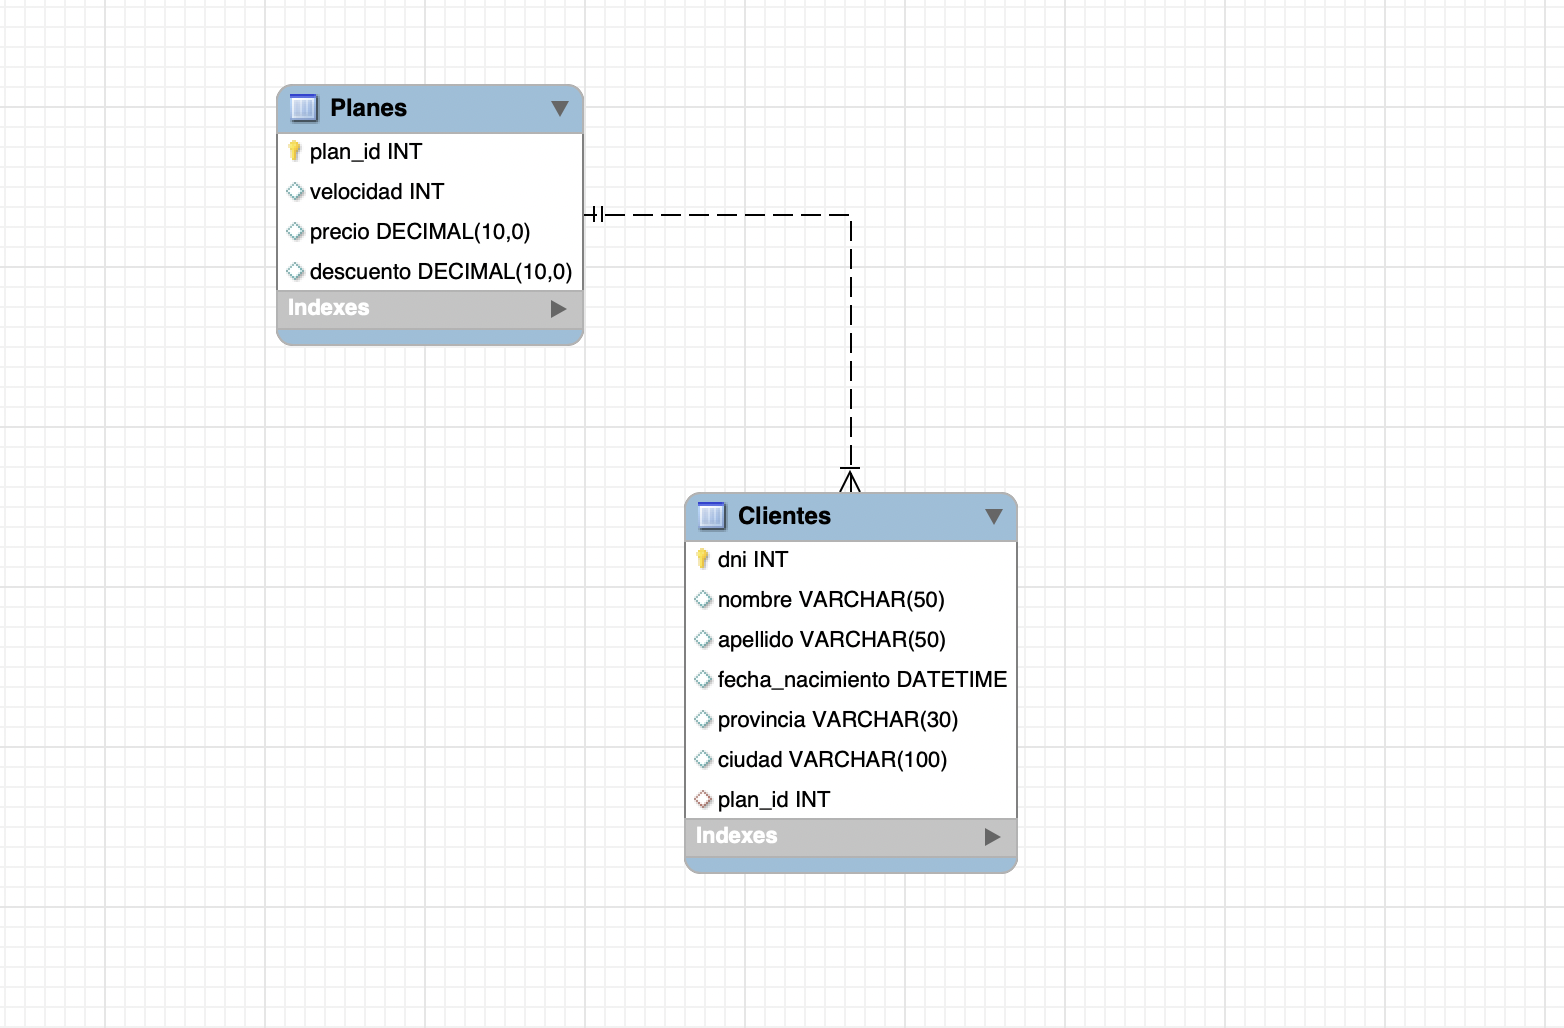 Planes
plan_id INT
velocidad INT
precio DECIMAL(10,0)
descuento DECIMAL(10,0)
Indexes
Clientes
dni INT
nombre VARCHAR(50)
apellido VARCHAR(50)
fecha_nacimiento DATETIME
provincia VARCHAR(30)
ciudad VARCHAR(100)
plan_id INT
Indexes